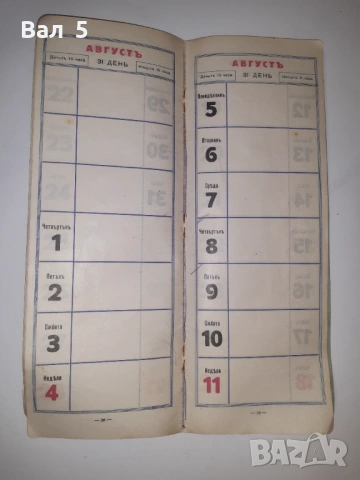 Вал 5
АВГУСТЪ
31 ДЕНЬ
Четвъртъкъ
1
Петъкъ
2
Сѫбота
3
Недѣля
4
АВГУСТЪ
31 ДЕНЬ
Понедѣлникъ
5
Вторникъ
6
Срѣда
7
Четвъртъкъ
8
Петъкъ
9
Сѫбота
10
Недѣля
11
BAZAR